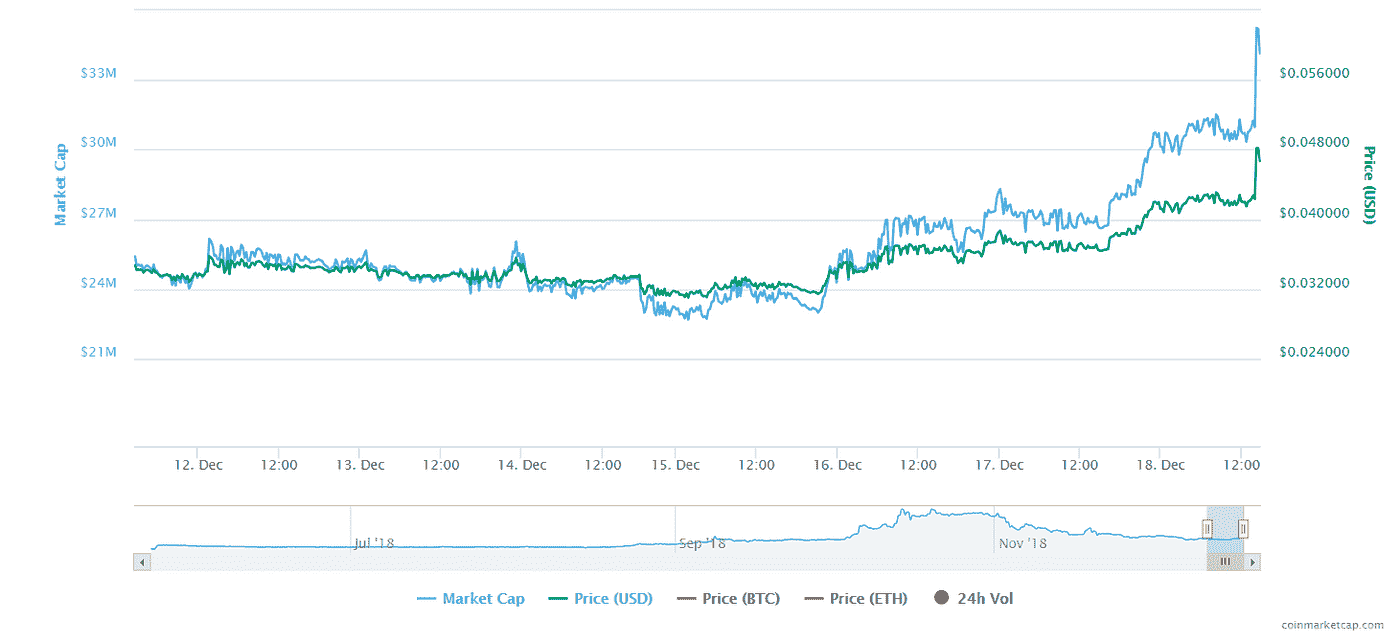 $33M
$30M
$27M
$24M
$21M
Market Cap
$0.056000
$0.048000
$0.040000
$0.032000
$0.024000
Price (USD)
12. Dec 12:00 13. Dec 12:00 14. Dec 12:00 15. Dec 12:00 16. Dec 12:00 17. Dec 12:00 18. Dec 12:00
Jul '18 Sep '18 Nov '18
Market Cap Price (USD) Price (BTC) Price (ETH) 24h Vol
coinmarketcap.com